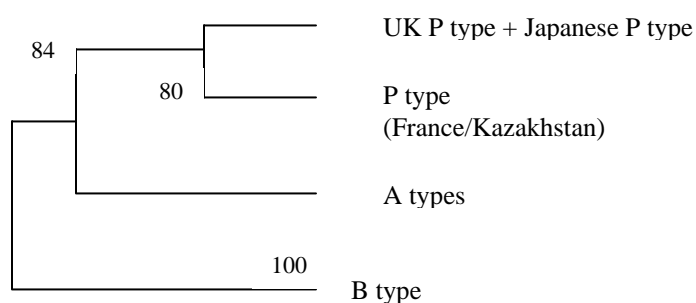 UK P type + Japanese P type
84
80
P type
(France/Kazakhstan)
A types
100
B type